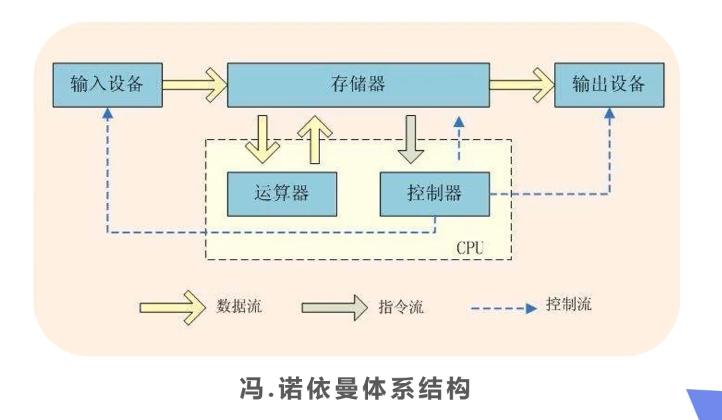 输入设备
存储器
输出设备
运算器
控制器
CPU
数据流
指令流
控制流
冯.诺依曼体系结构